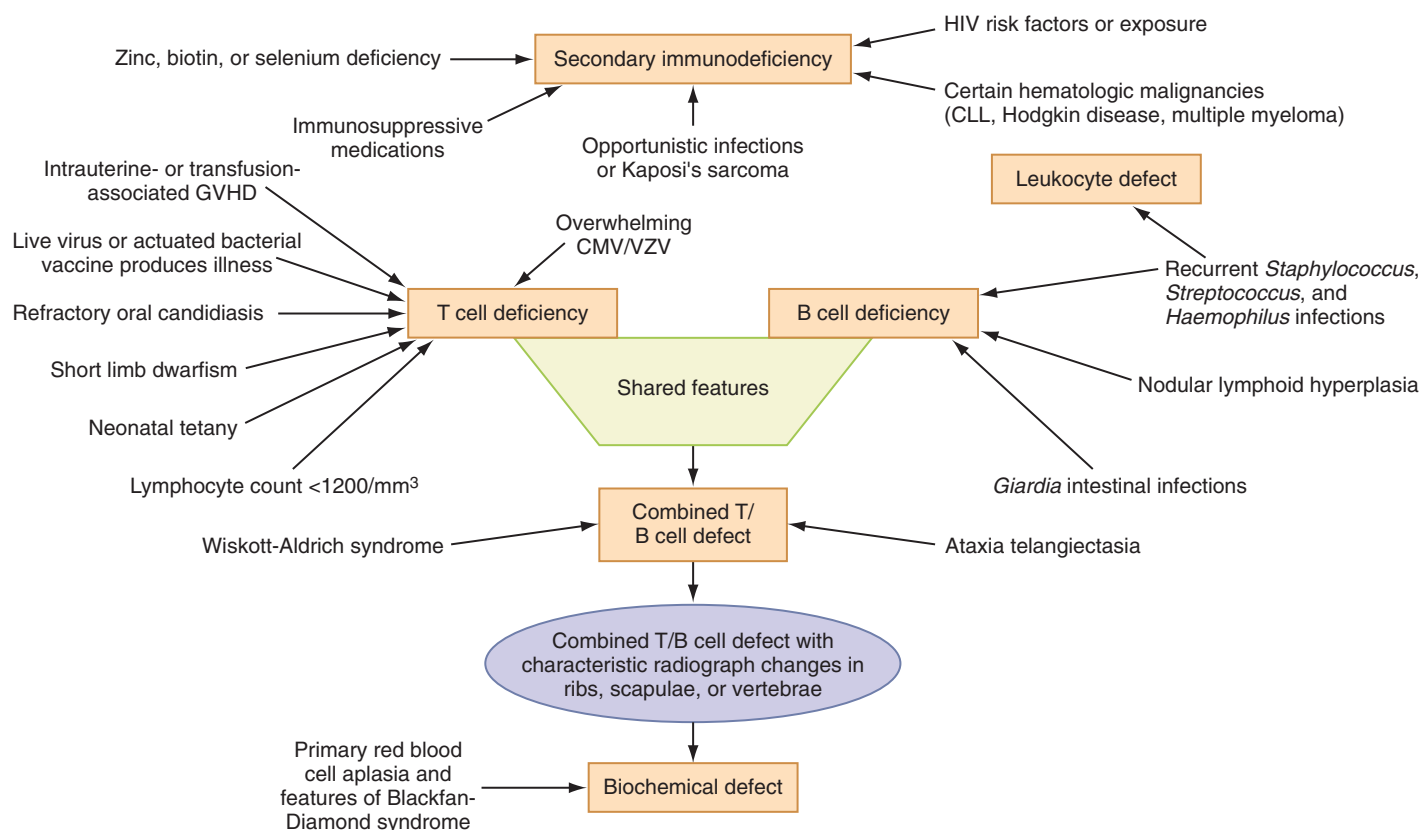 HIV risk factors or exposure
Zinc, biotin, or selenium deficiency
Secondary immunodeficiency
Certain hematologic malignancies
(CLL, Hodgkin disease, multiple myeloma)
Immunosuppressive
medications
Opportunistic infections
or Kaposi's sarcoma
Intrauterine- or transfusion-
associated GVHD
Leukocyte defect
Live virus or actuated bacterial
vaccine produces illness
Overwhelming
CMV/VZV
Recurrent Staphylococcus,
Streptococcus, and
Haemophilus infections
Refractory oral candidiasis
T cell deficiency
B cell deficiency
Short limb dwarfism
Shared features
Nodular lymphoid hyperplasia
Neonatal tetany
Lymphocyte count <1200/mm³
Giardia intestinal infections
Combined T/
B cell defect
Wiskott-Aldrich syndrome
Ataxia telangiectasia
Combined T/B cell defect with
characteristic radiograph changes in
ribs, scapulae, or vertebrae
Primary red blood
cell aplasia and
features of Blackfan-
Diamond syndrome
Biochemical defect